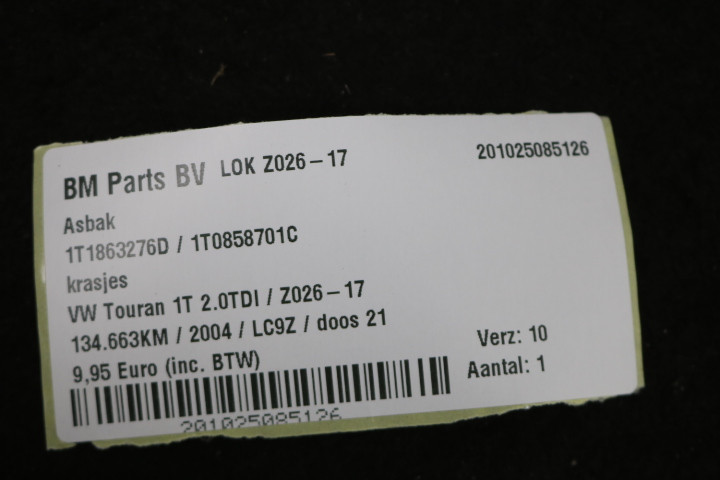 BM Parts BV LOK Z026-17
201025085126
Asbak
1T1863276D / 1T0858701C
krasjes
VW Touran 1T 2.0TDI / Z026-17
134.663KM / 2004 / LC9Z / doos 21
9,95 Euro (inc. BTW)
Verz: 10
Aantal: 1
201025085126